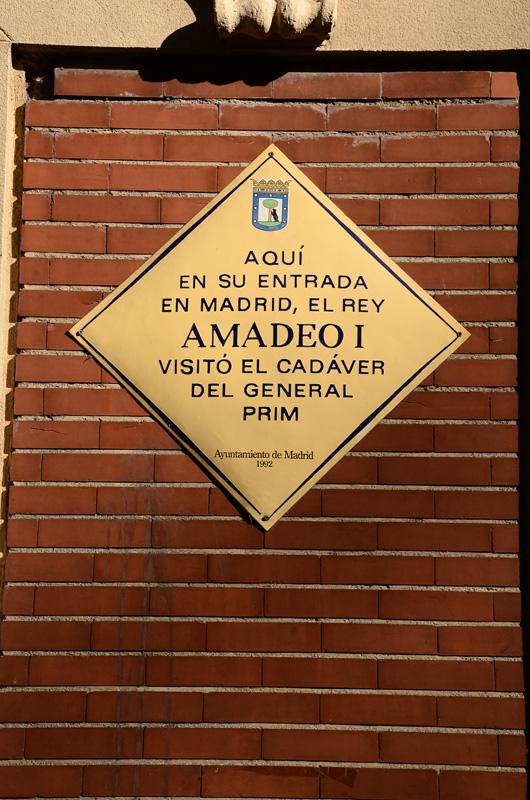 AQUÍ
EN SU ENTRADA
EN MADRID, EL REY
AMADEO I
VISITÓ EL CADÁVER
DEL GENERAL
PRIM
Ayuntamiento de Madrid
1992